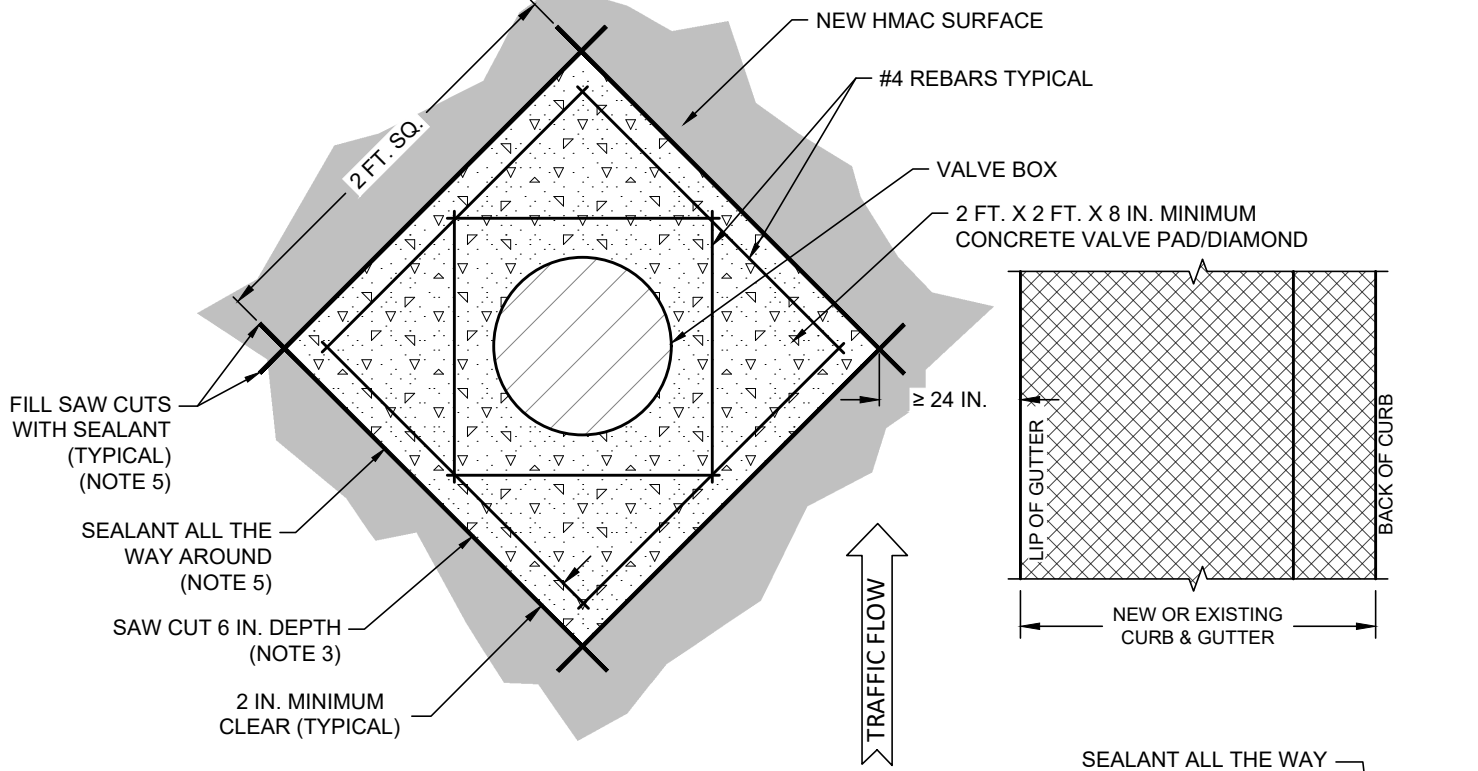 NEW HMAC SURFACE
#4 REBARS TYPICAL
2 FT. SQ.
VALVE BOX
2 FT. X 2 FT. X 8 IN. MINIMUM
CONCRETE VALVE PAD/DIAMOND
FILL SAW CUTS
WITH SEALANT
(TYPICAL)
(NOTE 5)
≥ 24 IN.
LIP OF GUTTER
BACK OF CURB
SEALANT ALL THE
WAY AROUND
(NOTE 5)
SAW CUT 6 IN. DEPTH
(NOTE 3)
2 IN. MINIMUM
CLEAR (TYPICAL)
TRAFFIC FLOW
NEW OR EXISTING
CURB & GUTTER
SEALANT ALL THE WAY